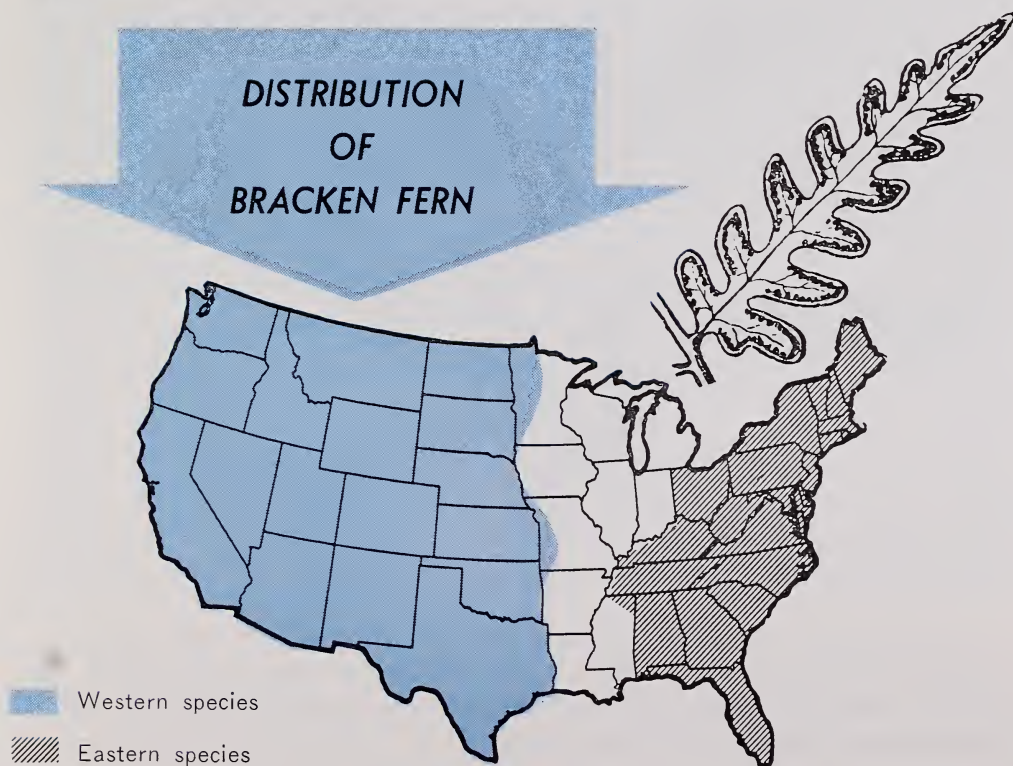 DISTRIBUTION
OF
BRACKEN FERN
Western species
Eastern species